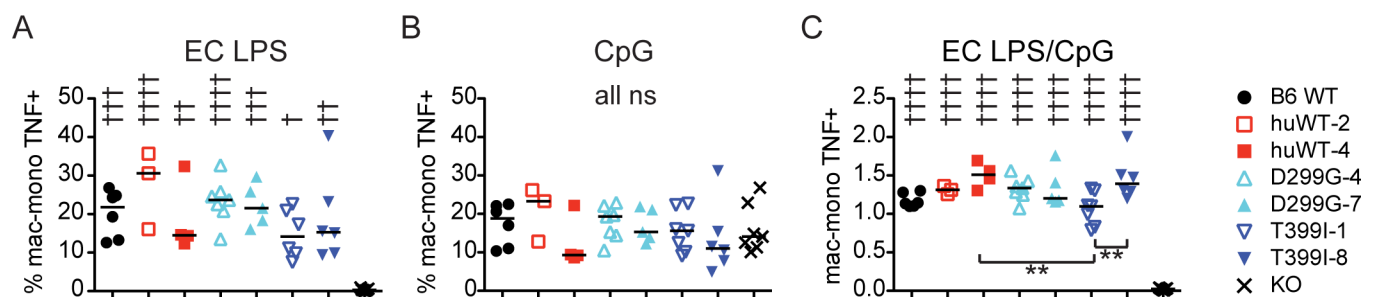 A
EC LPS
††† †††† †† †††† ††† † ††
% mac-mono TNF+
50
40
30
20
10
0
B
CpG
all ns
% mac-mono TNF+
50
40
30
20
10
0
C
EC LPS/CpG
†††† †††† †††† †††† †††† †††† ††††
mac-mono TNF+
2.5
2.0
1.5
1.0
0.5
0.0
**
**
B6 WT
huWT-2
huWT-4
D299G-4
D299G-7
T399I-1
T399I-8
KO